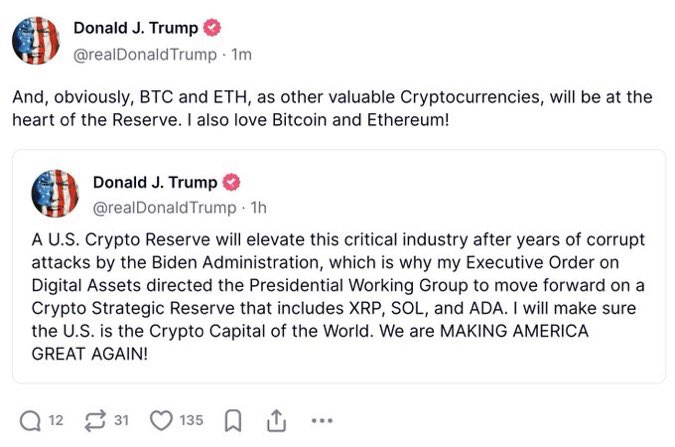 Donald J. Trump
@realDonaldTrump · 1m
And, obviously, BTC and ETH, as other valuable Cryptocurrencies, will be at the
heart of the Reserve. I also love Bitcoin and Ethereum!
Donald J. Trump
@realDonaldTrump · 1h
A U.S. Crypto Reserve will elevate this critical industry after years of corrupt
attacks by the Biden Administration, which is why my Executive Order on
Digital Assets directed the Presidential Working Group to move forward on a
Crypto Strategic Reserve that includes XRP, SOL, and ADA. I will make sure
the U.S. is the Crypto Capital of the World. We are MAKING AMERICA
GREAT AGAIN!
12 31 135